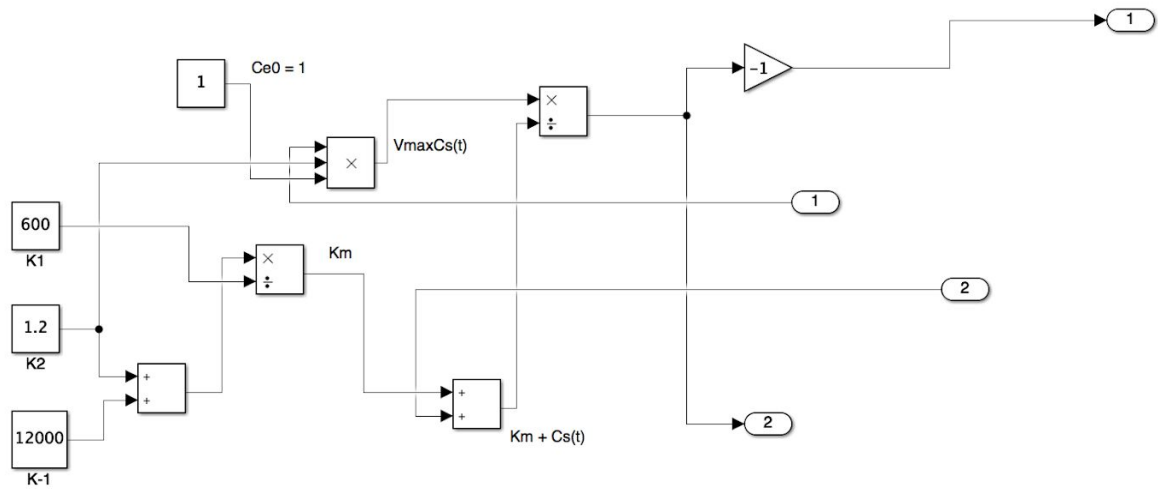 1
-1
1
Ce0 = 1
×
÷
VmaxCs(t)
×
1
600
K1
×
÷
Km
2
1.2
K2
+
+
+
+
12000
K-1
Km + Cs(t)
2